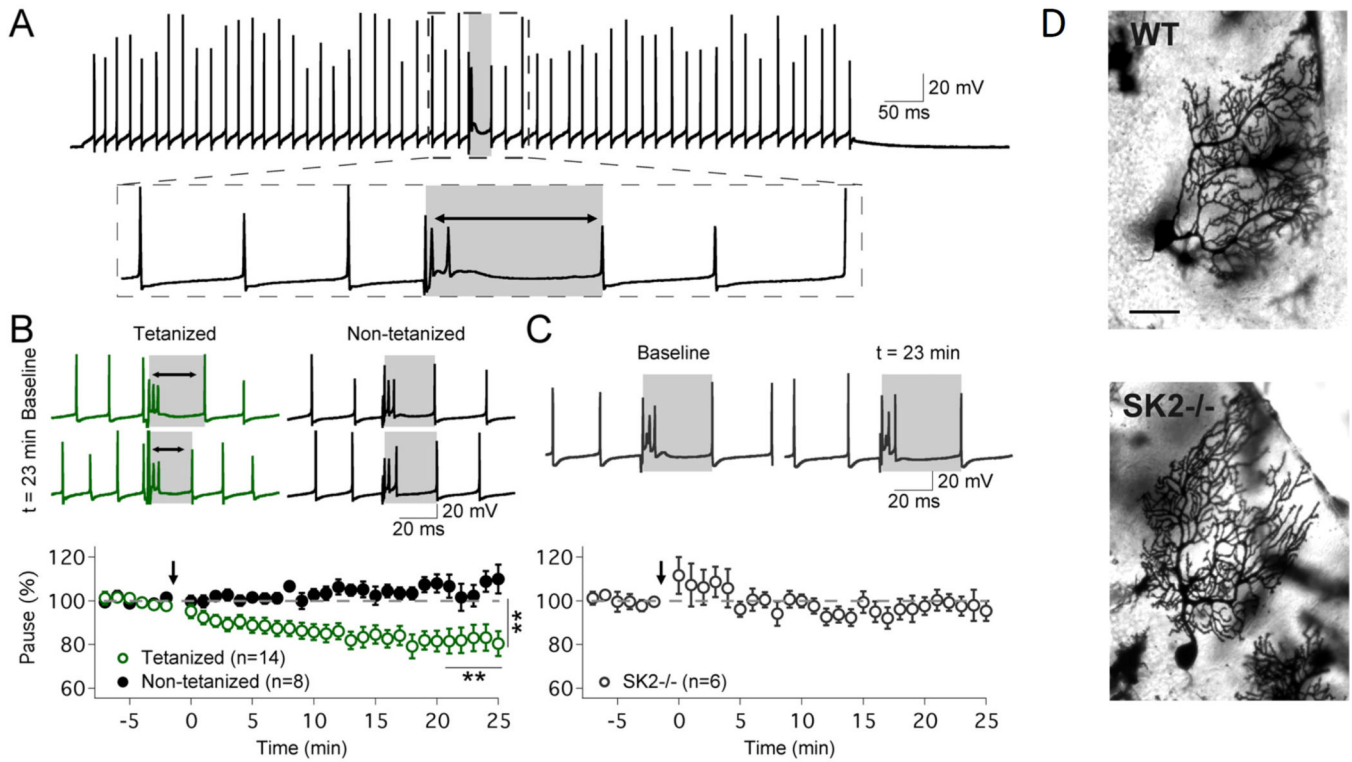 A
20 mV
50 ms
B
Tetanized
Non-tetanized
Baseline
t = 23 min
20 mV
20 ms
120
100
80
60
Pause (%)
**
**
Tetanized (n=14)
Non-tetanized (n=8)
-5
0
5
10
15
20
25
Time (min)
C
Baseline
t = 23 min
20 mV
20 ms
120
100
80
60
SK2-/- (n=6)
-5
0
5
10
15
20
25
Time (min)
D
WT
SK2-/-